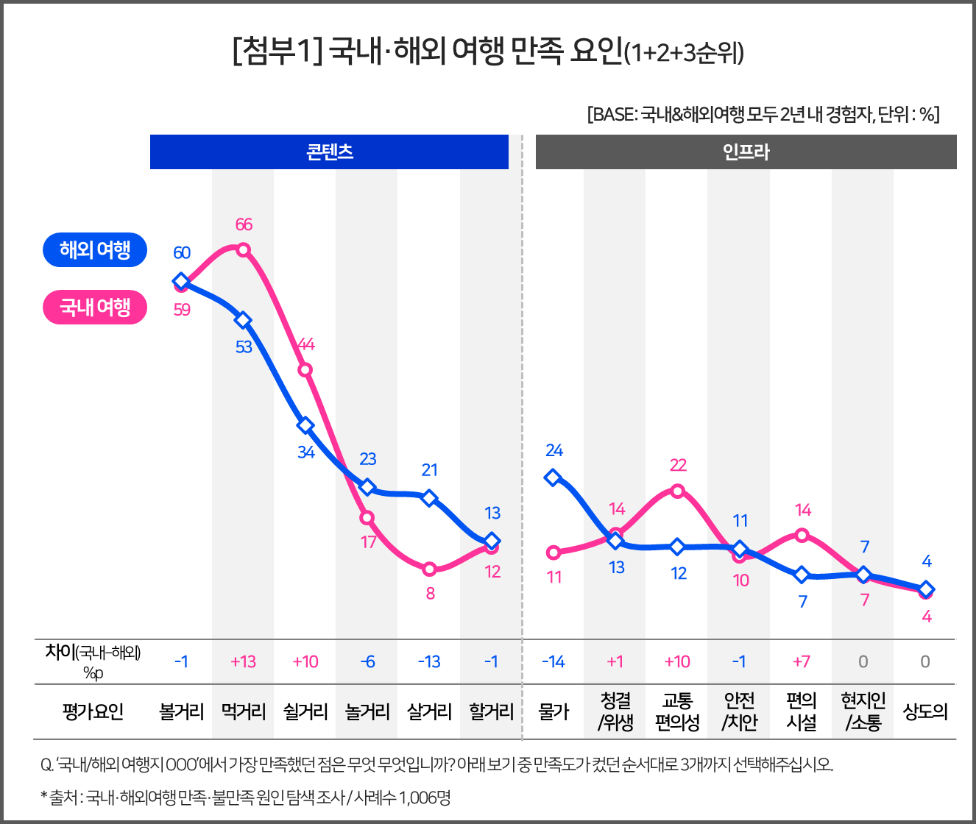 [첨부1] 국내·해외 여행 만족 요인(1+2+3순위)
[BASE: 국내&해외여행 모두 2년 내 경험자, 단위 : %]
콘텐츠 인프라
해외 여행
국내 여행
60 53 34 23 21 13 24 13 12 11 7 7 4
59 66 44 17 8 12 11 14 22 10 14 7 4
차이(국내-해외) %p -1 +13 +10 -6 -13 -1 -14 +1 +10 -1 +7 0 0
평가요인 볼거리 먹거리 쉴거리 놀거리 살거리 할거리 물가 청결/위생 교통 편의성 안전/치안 편의 시설 현지인/소통 상도의
Q. '국내/해외 여행지 OOO'에서 가장 만족했던 점은 무엇 무엇입니까? 아래 보기 중 만족도가 컸던 순서대로 3개까지 선택해주십시오.
* 출처 : 국내·해외여행 만족·불만족 원인 탐색 조사 / 사례수 1,006명